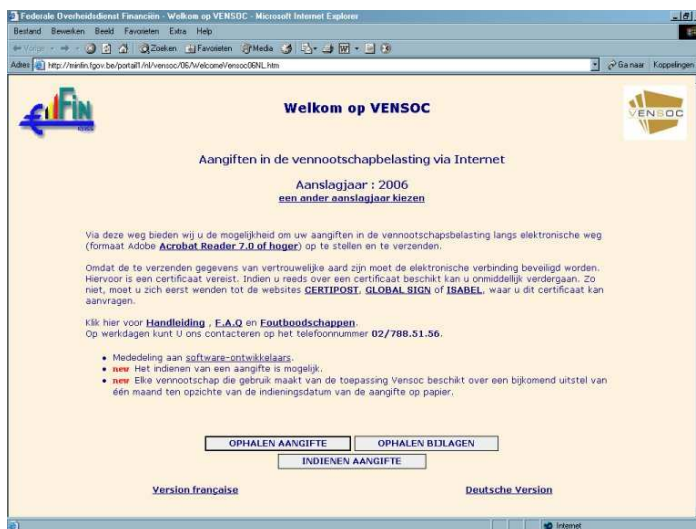 Federale Overheidsdienst Financiën - Welkom op VENSOC - Microsoft Internet Explorer
Bestand Bewerken Beeld Favorieten Extra Help
Vorige Zoeken Favorieten Media
Adres http://minfin.fgov.be/portail1/nl/vensoc/06/WelcomeVensoc06NL.htm Ga naar Koppelingen
Fin
Welkom op VENSOC
VENSOC
Aangiften in de vennootschapbelasting via Internet
Aanslagjaar : 2006
een ander aanslagjaar kiezen
Via deze weg bieden wij u de mogelijkheid om uw aangiften in de vennootschapsbelasting langs elektronische weg
(formaat Adobe Acrobat Reader 7.0 of hoger) op te stellen en te verzenden.
Omdat de te verzenden gegevens van vertrouwelijke aard zijn moet de elektronische verbinding beveiligd worden.
Hiervoor is een certificaat vereist. Indien u reeds over een certificaat beschikt kan u onmiddellijk verdergaan. Zo
niet, moet u zich eerst wenden tot de websites CERTIPOST, GLOBAL SIGN of ISABEL, waar u dit certificaat kan
aanvragen.
Klik hier voor Handleiding , F.A.Q en Foutboodschappen.
Op werkdagen kunt U ons contacteren op het telefoonnummer 02/788.51.56.
• Mededeling aan software-ontwikkelaars.
• new Het indienen van een aangifte is mogelijk.
• new Elke vennootschap die gebruik maakt van de toepassing Vensoc beschikt over een bijkomend uitstel van
één maand ten opzichte van de indieningsdatum van de aangifte op papier.
OPHALEN AANGIFTE OPHALEN BIJLAGEN
INDIENEN AANGIFTE
Version française Deutsche Version
Internet